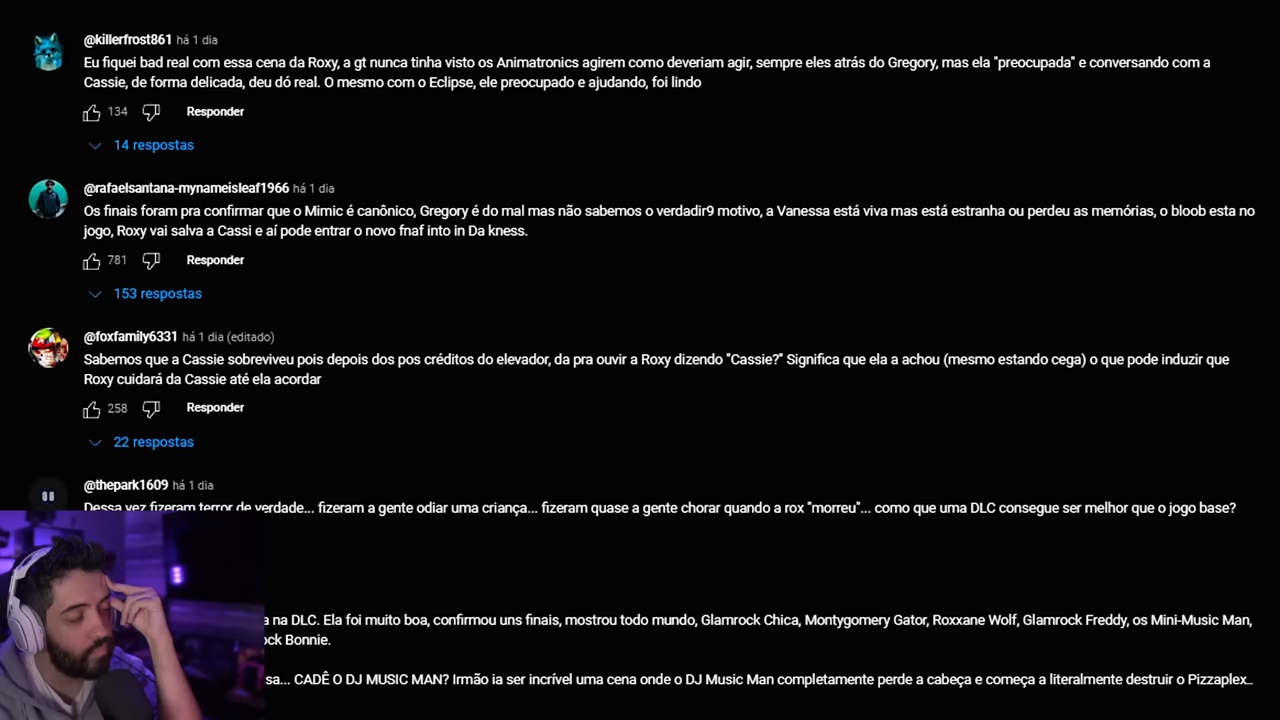 @killerfrost861 há 1 dia
Eu fiquei bad real com essa cena da Roxy, a gt nunca tinha visto os Animatronics agirem como deveriam agir, sempre eles atrás do Gregory, mas ela "preocupada" e conversando com a
Cassie, de forma delicada, deu dó real. O mesmo com o Eclipse, ele preocupado e ajudando, foi lindo
134 Responder
14 respostas
@rafaelsantana-mynameisleaf1966 há 1 dia
Os finais foram pra confirmar que o Mimic é canônico, Gregory é do mal mas não sabemos o verdadir9 motivo, a Vanessa está viva mas está estranha ou perdeu as memórias, o bloob esta no
jogo, Roxy vai salva a Cassi e aí pode entrar o novo fnaf into in Da kness.
781 Responder
153 respostas
@foxfamily6331 há 1 dia (editado)
Sabemos que a Cassie sobreviveu pois depois dos pos créditos do elevador, da pra ouvir a Roxy dizendo "Cassie?" Significa que ela a achou (mesmo estando cega) o que pode induzir que
Roxy cuidará da Cassie até ela acordar
258 Responder
22 respostas
@thepark1609 há 1 dia
Dessa vez fizeram terror de verdade... fizeram a gente odiar uma criança... fizeram quase a gente chorar quando a rox "morreu"... como que uma DLC consegue ser melhor que o jogo base?
a na DLC. Ela foi muito boa, confirmou uns finais, mostrou todo mundo, Glamrock Chica, Montygomery Gator, Roxxane Wolf, Glamrock Freddy, os Mini-Music Man,
ock Bonnie.
sa... CADÊ O DJ MUSIC MAN? Irmão ia ser incrível uma cena onde o DJ Music Man completamente perde a cabeça e começa a literalmente destruir o Pizzaplex...